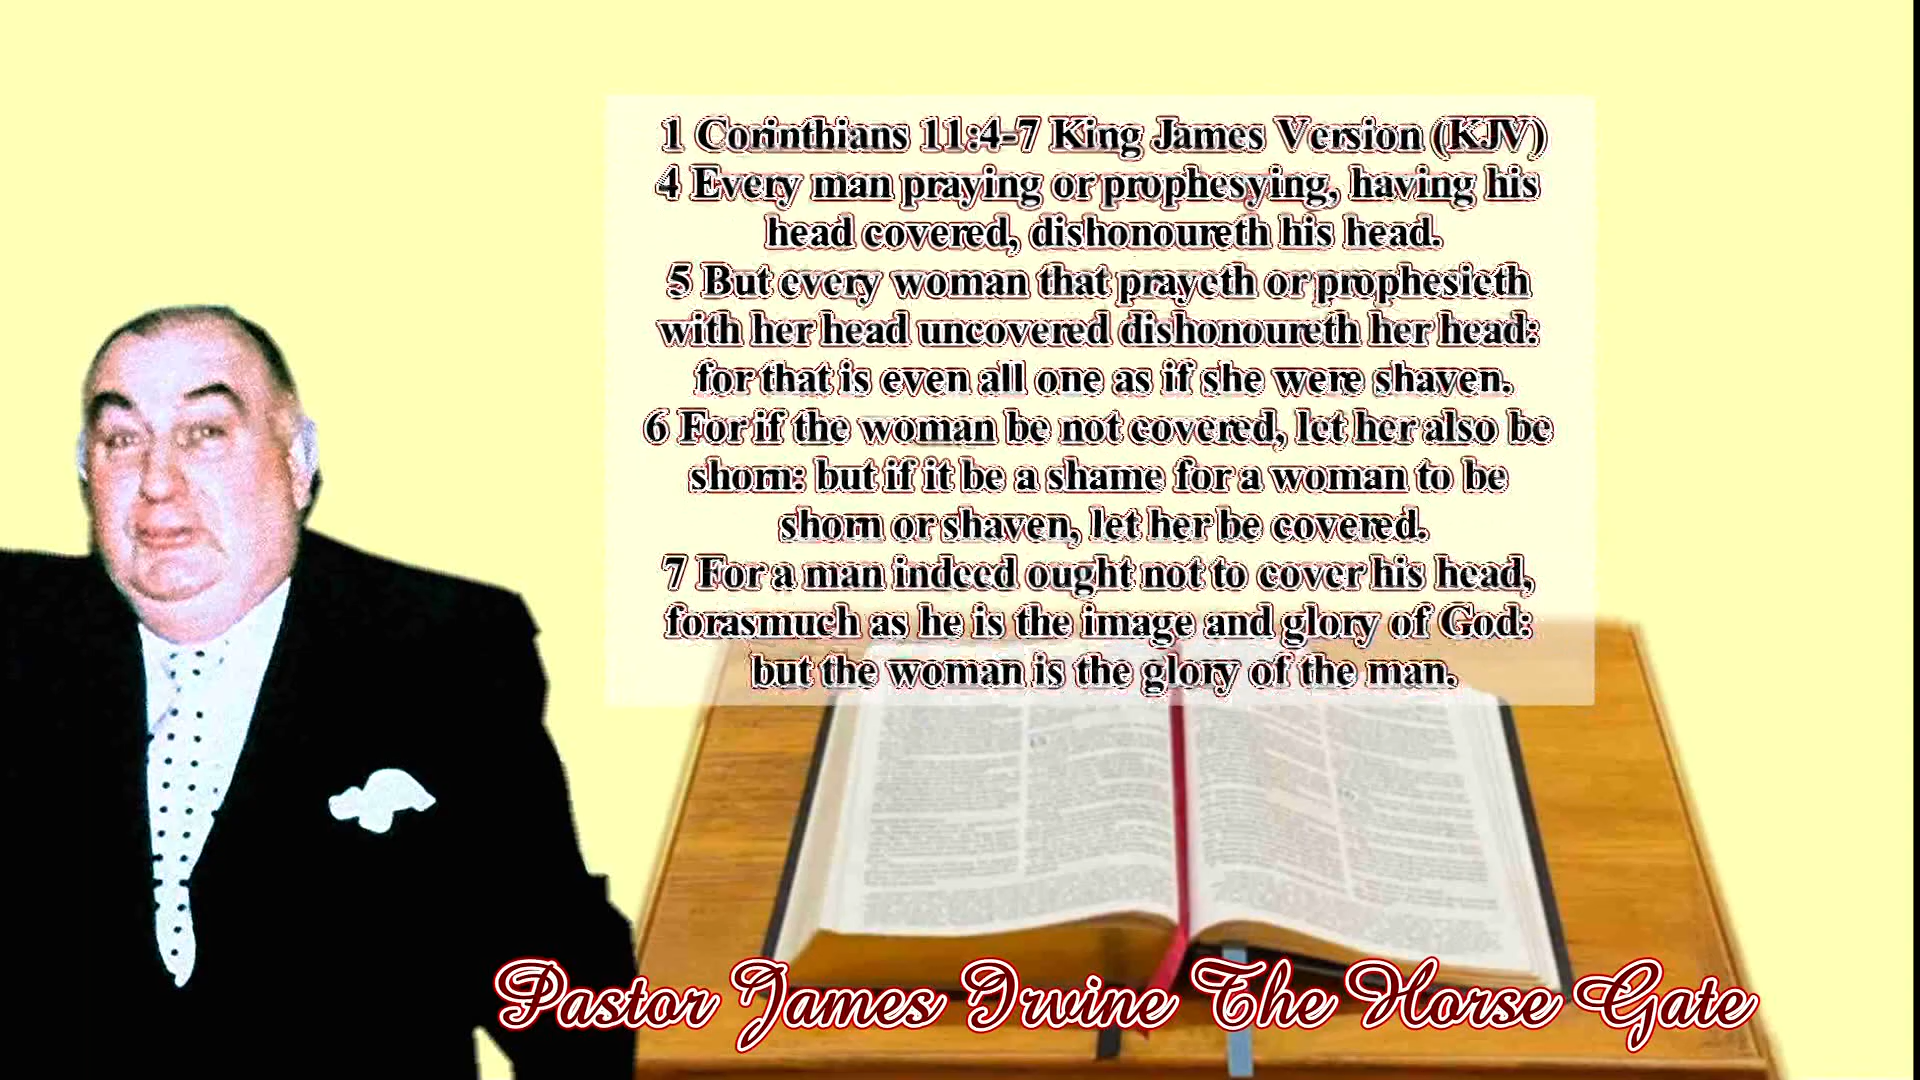 1 Corinthians 11:4-7 King James Version (KJV)
4 Every man praying or prophesying, having his
head covered, dishonoureth his head.
5 But every woman that prayeth or prophesieth
with her head uncovered dishonoureth her head:
for that is even all one as if she were shaven.
6 For if the woman be not covered, let her also be
shorn: but if it be a shame for a woman to be
shorn or shaven, let her be covered.
7 For a man indeed ought not to cover his head,
forasmuch as he is the image and glory of God:
but the woman is the glory of the man.
Pastor James Irvine The Horse Gate